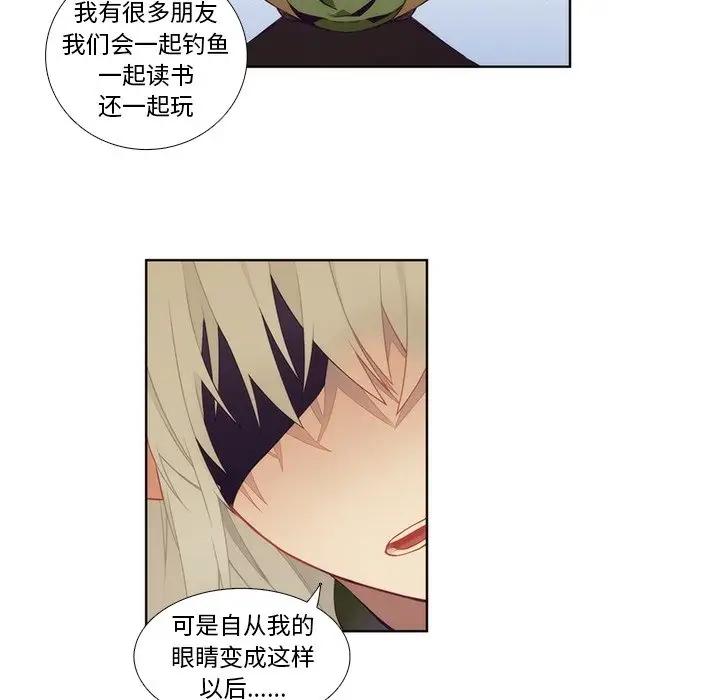 我有很多朋友
我们会一起钓鱼
一起读书
还一起玩
可是自从我的
眼睛变成这样
以后……